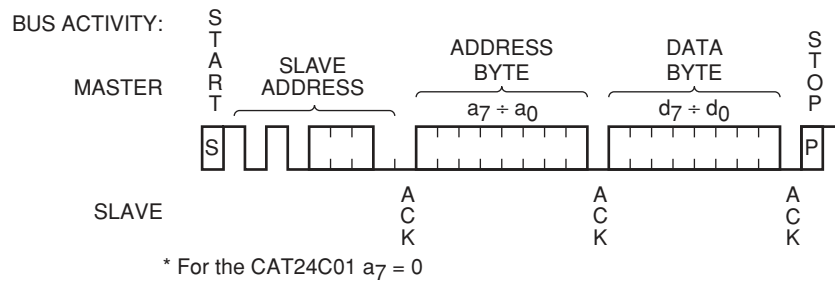 BUS ACTIVITY:
MASTER
START
SLAVE
ADDRESS
ADDRESS
BYTE
a7 ÷ a0
DATA
BYTE
d7 ÷ d0
STOP
S
P
SLAVE
ACK
ACK
ACK
* For the CAT24C01 a7 = 0